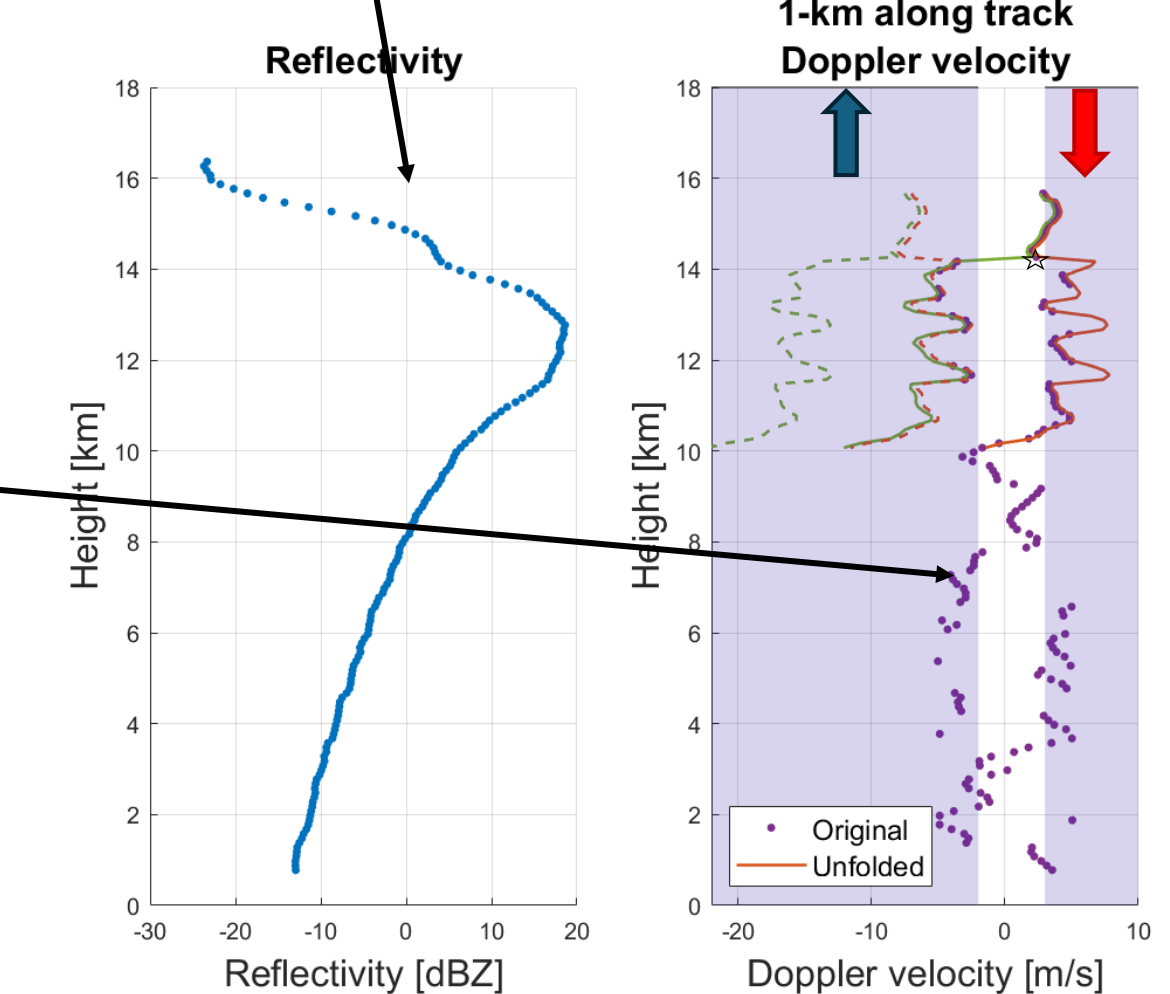 Reflectivity
18
16
14
12
10
8
6
4
2
0
Height [km]
-30 -20 -10 0 10 20
Reflectivity [dBZ]
1-km along track
Doppler velocity
18
16
14
12
10
8
6
4
2
0
Height [km]
Original
Unfolded
-20 -10 0 10
Doppler velocity [m/s]